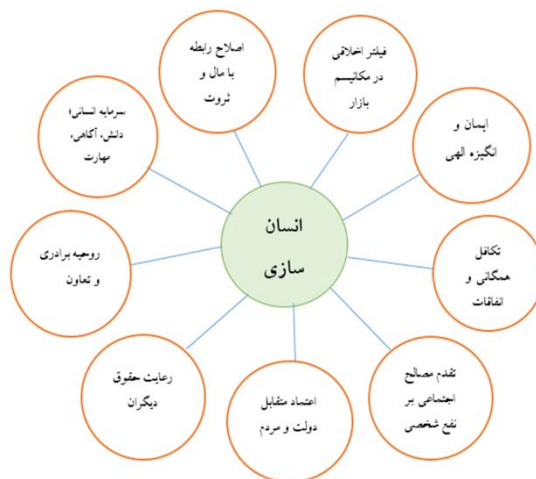 انسان
سازی
فیلتر اخلاقی
در مکانیسم
بازار
ایمان و
انگیزه الهی
تکافل
همگانی و
انفاقات
تقدم مصالح
اجتماعی بر
نفع شخصی
اعتماد متقابل
دولت و مردم
رعایت حقوق
دیگران
روحیه برادری
و تعاون
سرمایه انسانی؛
دانش، آگاهی،
مهارت
اصلاح رابطه
با مال و
ثروت